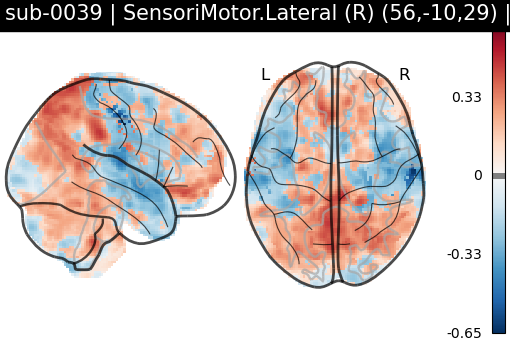 sub-0039 | SensoriMotor.Lateral (R) (56,-10,29) |
L
R
0.33
0
-0.33
-0.65